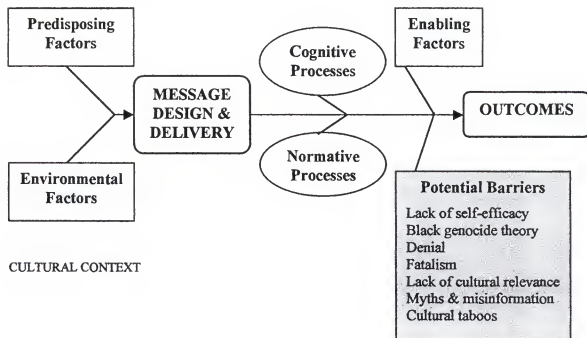 Predisposing
Factors
Cognitive
Processes
Enabling
Factors
MESSAGE
DESIGN &
DELIVERY
OUTCOMES
Environmental
Factors
Normative
Processes
Potential Barriers
Lack of self-efficacy
Black genocide theory
Denial
Fatalism
Lack of cultural relevance
Myths & misinformation
Cultural taboos
CULTURAL CONTEXT